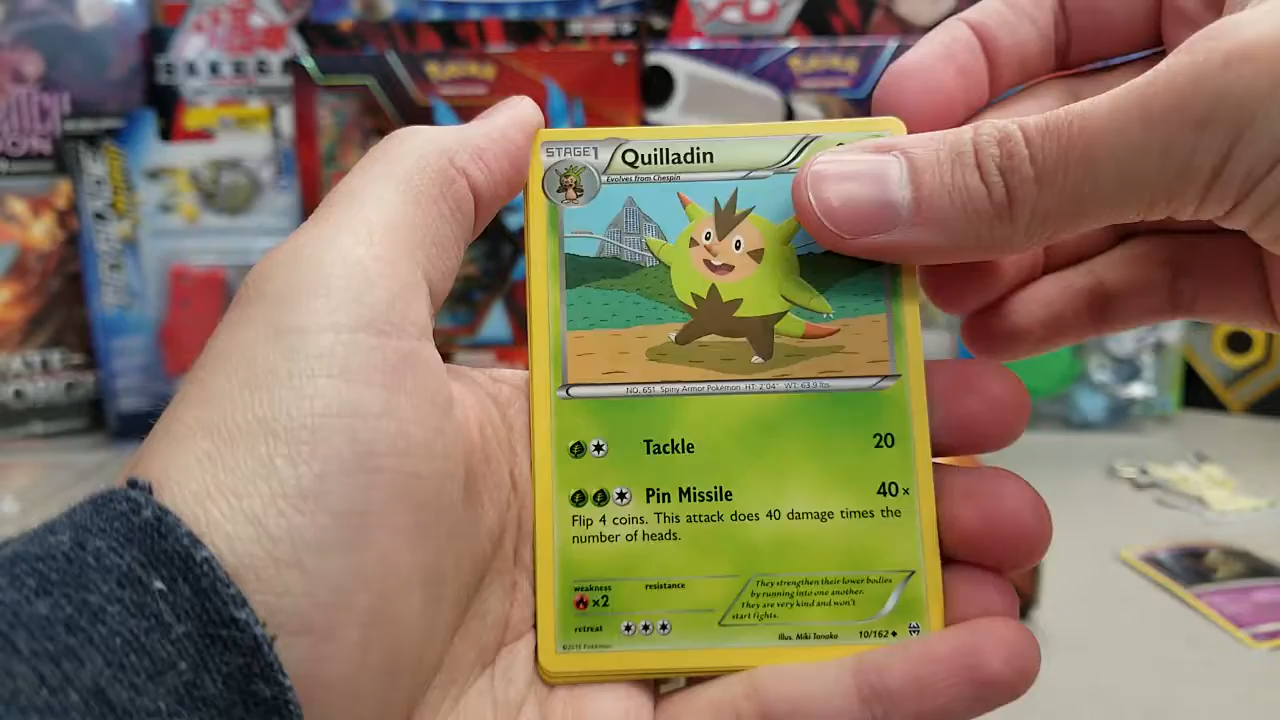 Pokémon
Pokémon
STAGE1
Quilladin
Evolves from Chespin
NO. 651 Spiny Armor Pokémon HT: 2'04" WT: 63.9 lbs.
Tackle 20
Pin Missile 40×
Flip 4 coins. This attack does 40 damage times the
number of heads.
weakness resistance
×2
retreat
They strengthen their lower bodies
by running into one another.
They are very kind and won't
start fights.
Illus. Miki Tanaka 10/162
©2015 Pokémon